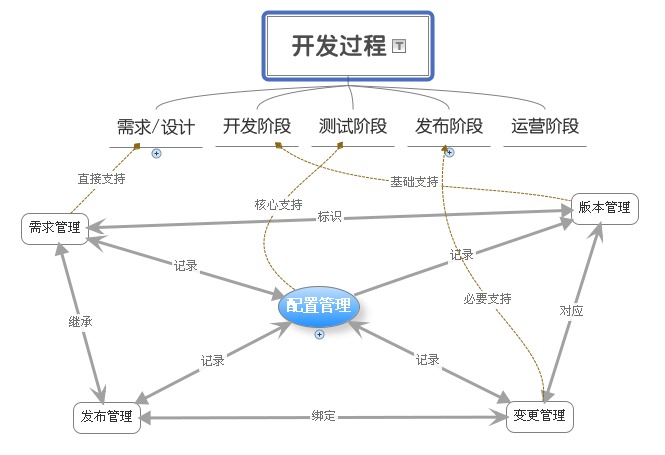 开发过程
需求/设计
开发阶段
测试阶段
发布阶段
运营阶段
直接支持
基础支持
核心支持
标识
版本管理
需求管理
记录
记录
配置管理
必要支持
对应
继承
记录
记录
发布管理
绑定
变更管理